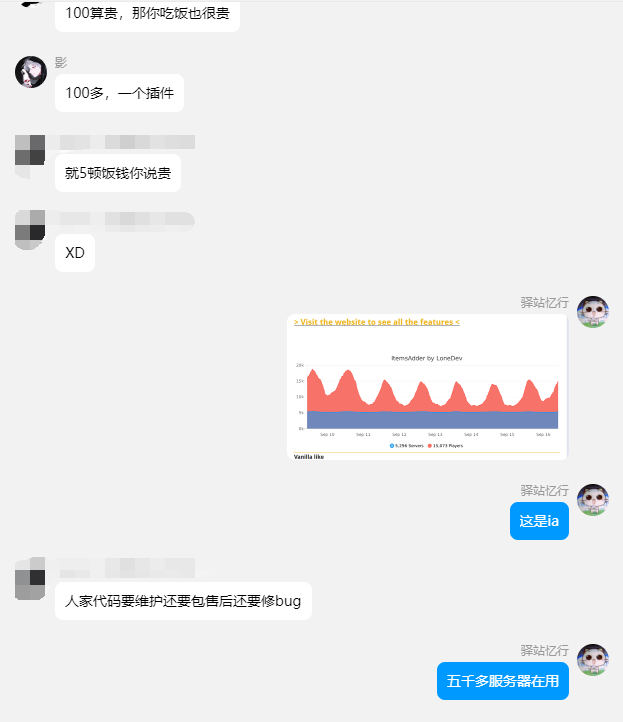 100算贵，那你吃饭也很贵
影
100多，一个插件
就5顿饭钱你说贵
XD
驿站忆行
> Visit the website to see all the features <
ItemsAdder by LoneDev
20k
15k
10k
5k
0k
Sep 10 Sep 11 Sep 12 Sep 13 Sep 14 Sep 15 Sep 16
5,296 Servers 15,073 Players
Vanilla like
驿站忆行
这是ia
人家代码要维护还要包售后还要修bug
驿站忆行
五千多服务器在用